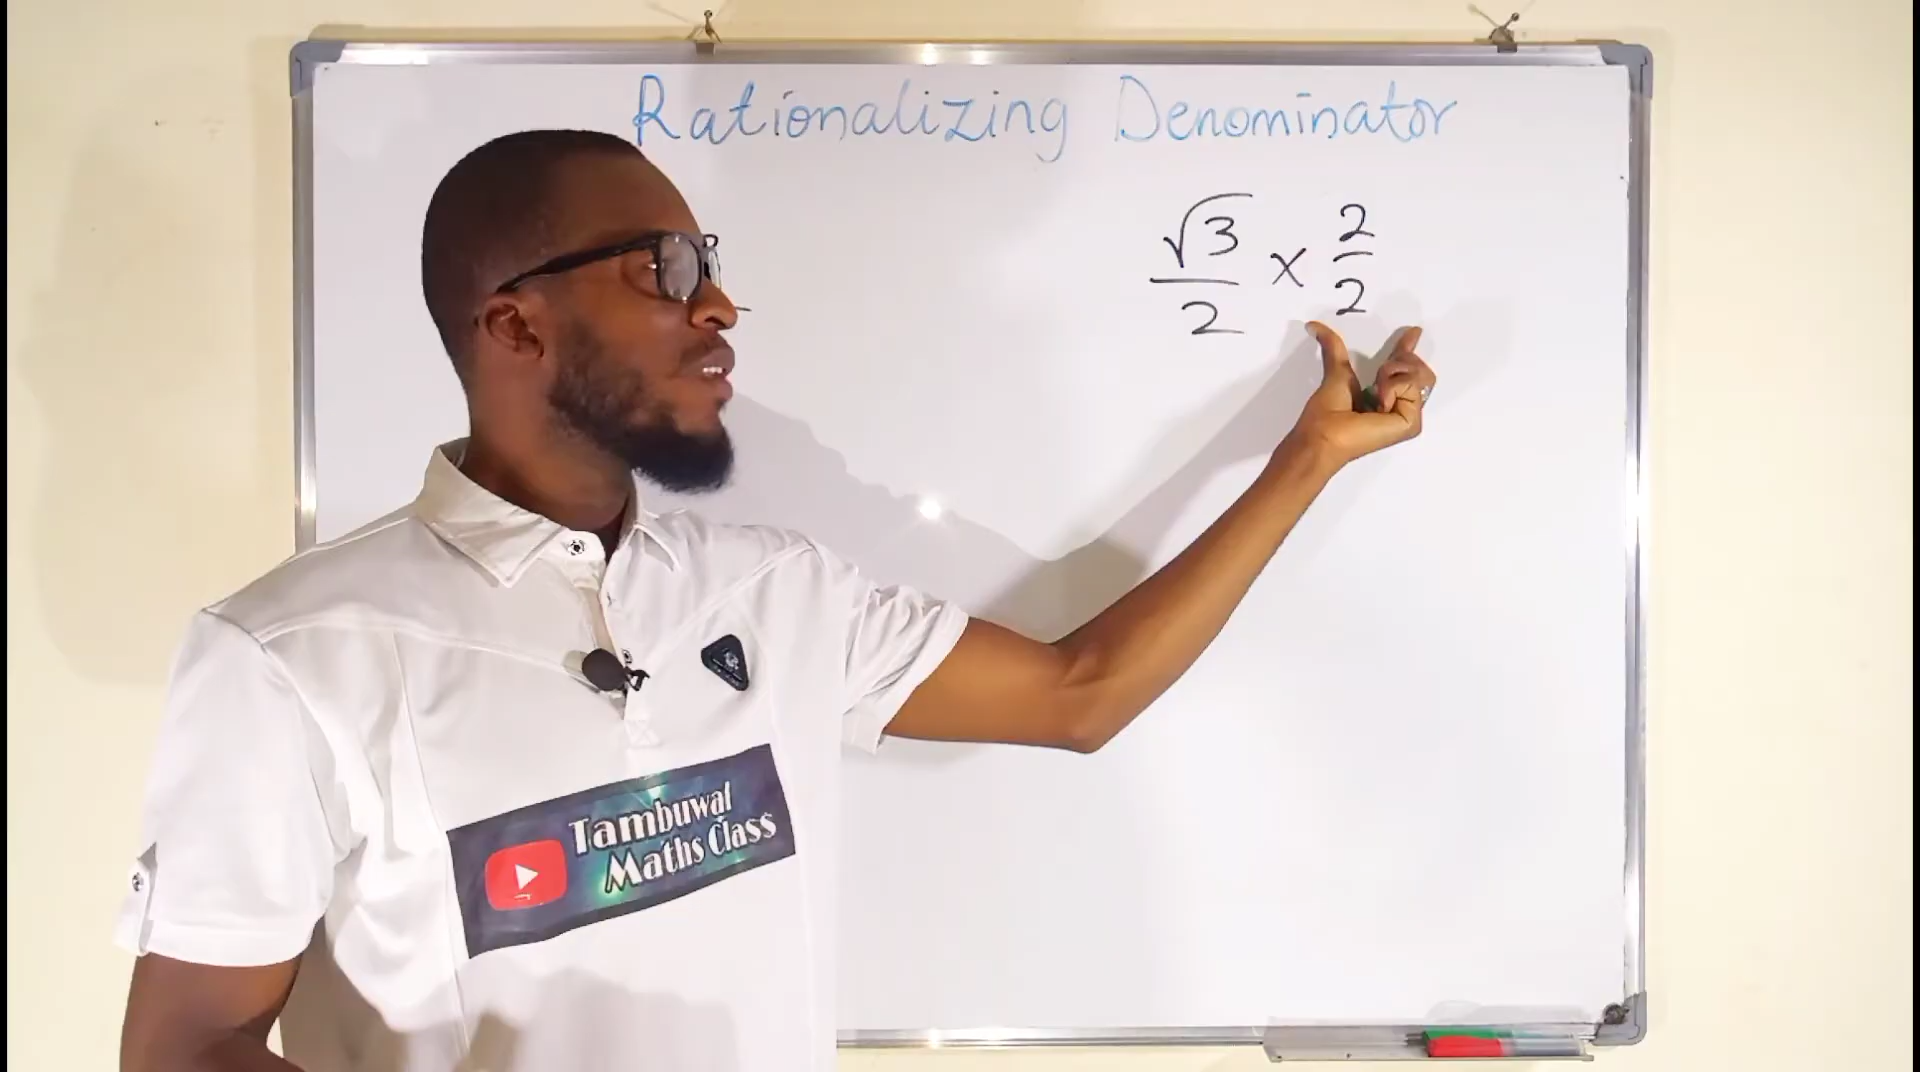 Rationalizing Denominator
√3/2 × 2/2
Tambuwal
Maths Class